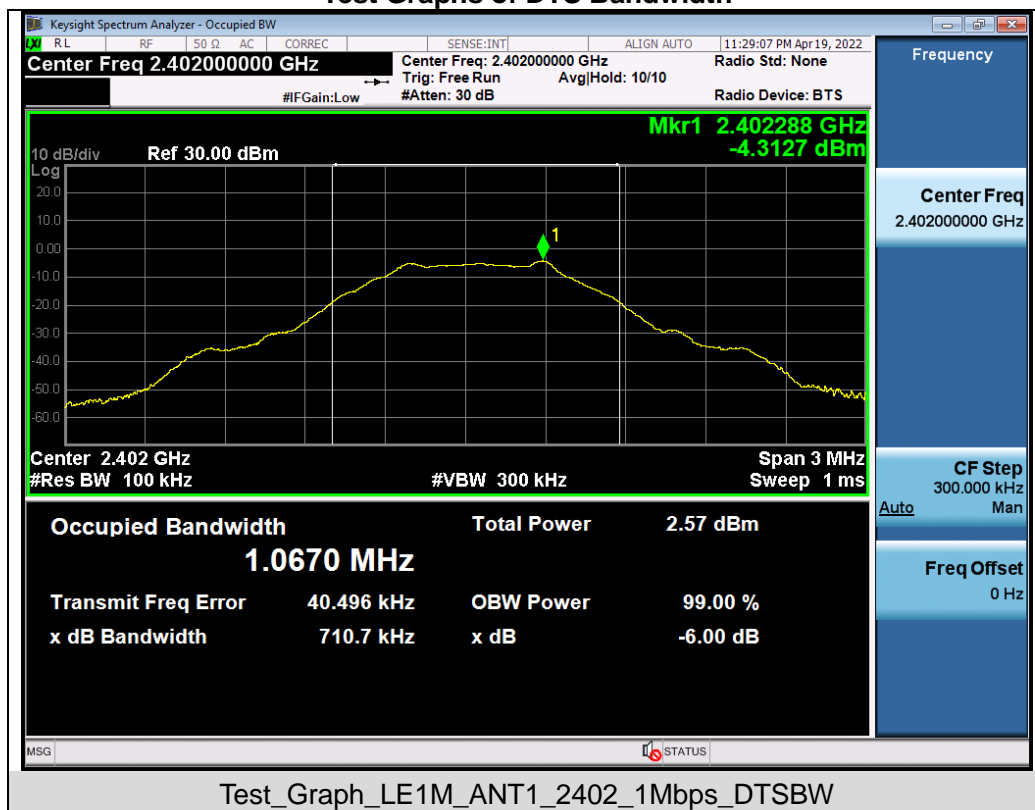 Test Graphs of DTS Bandwidth
Keysight Spectrum Analyzer - Occupied BW
LXI RL RF 50 Ω AC CORREC SENSE:INT ALIGN AUTO 11:29:07 PM Apr 19, 2022
Center Freq 2.402000000 GHz
Center Freq: 2.402000000 GHz
Radio Std: None
Trig: Free Run Avg|Hold: 10/10
#IFGain:Low
#Atten: 30 dB
Radio Device: BTS
Mkr1 2.402288 GHz
-4.3127 dBm
10 dB/div Ref 30.00 dBm
Log
20.0
10.0
1
0.00
-10.0
-20.0
-30.0
-40.0
-50.0
-60.0
Center 2.402 GHz Span 3 MHz
#Res BW 100 kHz #VBW 300 kHz Sweep 1 ms
Occupied Bandwidth Total Power 2.57 dBm
1.0670 MHz
Transmit Freq Error 40.496 kHz OBW Power 99.00 %
x dB Bandwidth 710.7 kHz x dB -6.00 dB
Frequency
Center Freq
2.402000000 GHz
CF Step
300.000 kHz
Auto Man
Freq Offset
0 Hz
MSG STATUS
Test_Graph_LE1M_ANT1_2402_1Mbps_DTSBW